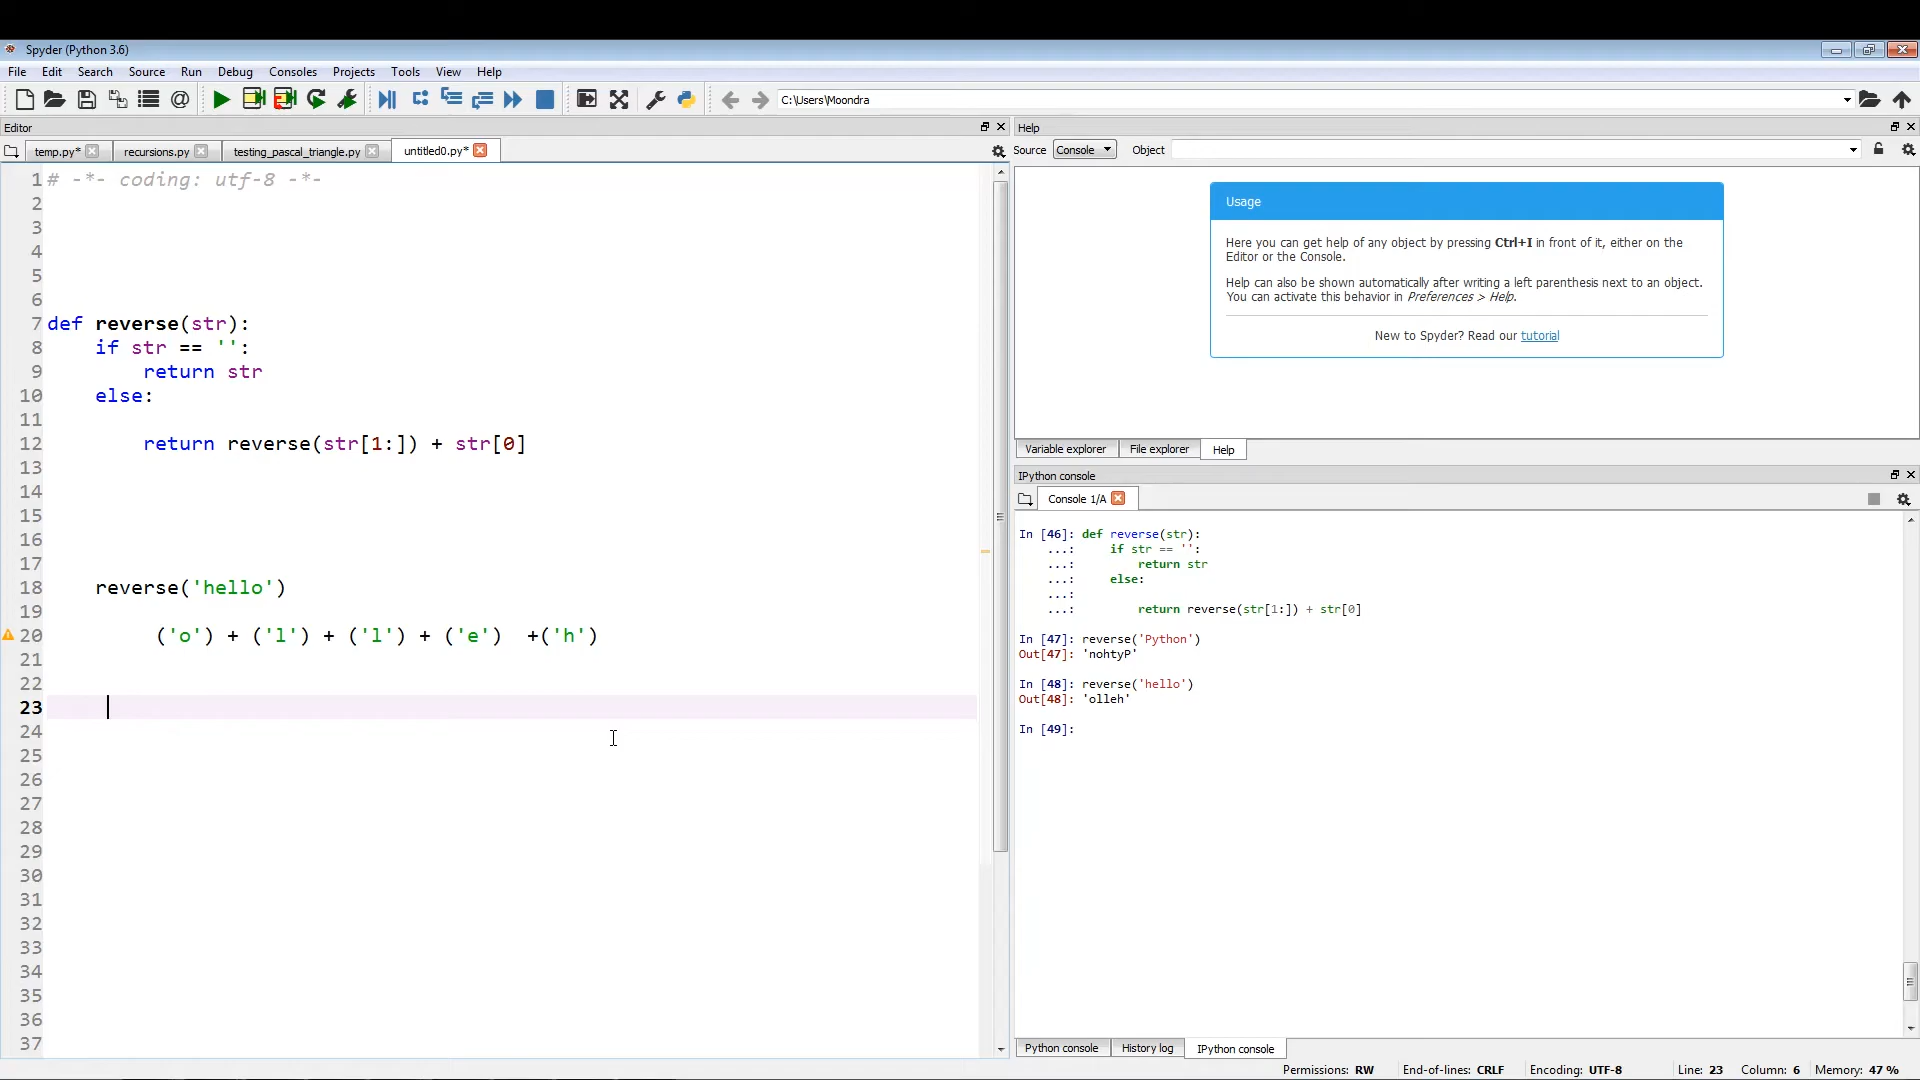 Spyder (Python 3.6)
File Edit Search Source Run Debug Consoles Projects Tools View Help
C:\Users\Moondra
Editor
temp.py* recursions.py testing_pascal_triangle.py untitled0.py*
1 # -*- coding: utf-8 -*-
2
3
4
5
6
7 def reverse(str):
8 if str == '':
9 return str
10 else:
11
12 return reverse(str[1:]) + str[0]
13
14
15
16
17
18 reverse('hello')
19
20 ('o') + ('l') + ('l') + ('e') +('h')
21
22
23
24
25
26
27
28
29
30
31
32
33
34
35
36
37
Help
Source Console Object
Usage
Here you can get help of any object by pressing Ctrl+I in front of it, either on the
Editor or the Console.
Help can also be shown automatically after writing a left parenthesis next to an object.
You can activate this behavior in Preferences > Help.
New to Spyder? Read our tutorial
Variable explorer File explorer Help
IPython console
Console 1/A
In [46]: def reverse(str):
...: if str == '':
...: return str
...: else:
...:
...: return reverse(str[1:]) + str[0]
In [47]: reverse('Python')
Out[47]: 'nohtyP'
In [48]: reverse('hello')
Out[48]: 'olleh'
In [49]:
Python console History log IPython console
Permissions: RW End-of-lines: CRLF Encoding: UTF-8 Line: 23 Column: 6 Memory: 47 %